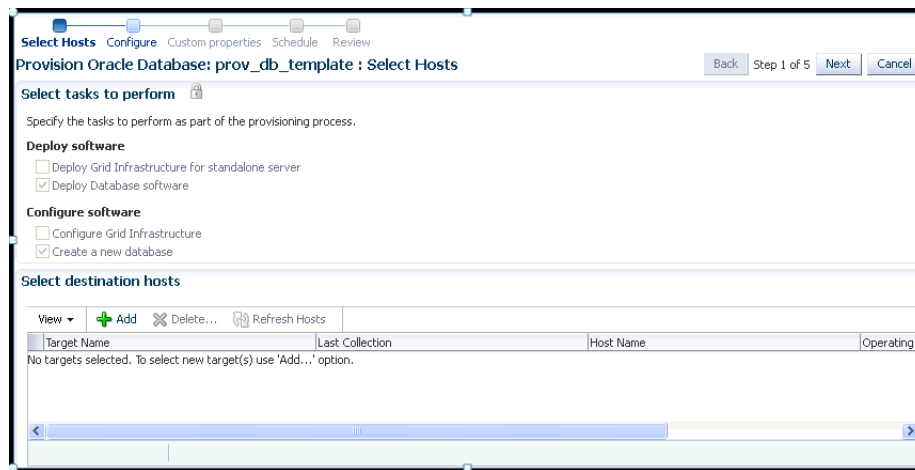 Select Hosts Configure Custom properties Schedule Review
Provision Oracle Database: prov_db_template : Select Hosts Back Step 1 of 5 Next Cancel
Select tasks to perform
Specify the tasks to perform as part of the provisioning process.
Deploy software
Deploy Grid Infrastructure for standalone server
Deploy Database software
Configure software
Configure Grid Infrastructure
Create a new database
Select destination hosts
View Add Delete... Refresh Hosts
Target Name Last Collection Host Name Operating
No targets selected. To select new target(s) use 'Add...' option.